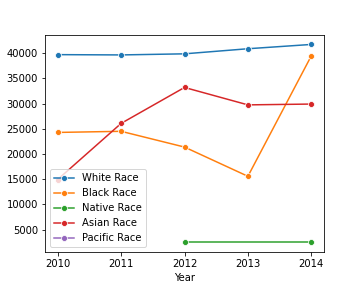 40000
35000
30000
25000
20000
15000
10000
5000
White Race
Black Race
Native Race
Asian Race
Pacific Race
2010 2011 2012 2013 2014
Year